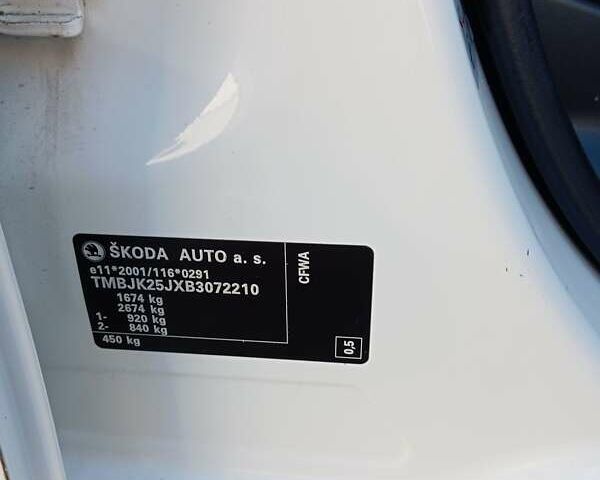 ŠKODA AUTO a. s.
e11*2001/116*0291
TMBJK25JXB3072210
1674 kg
2674 kg
1- 920 kg
2- 840 kg
450 kg
CFWA
0,5